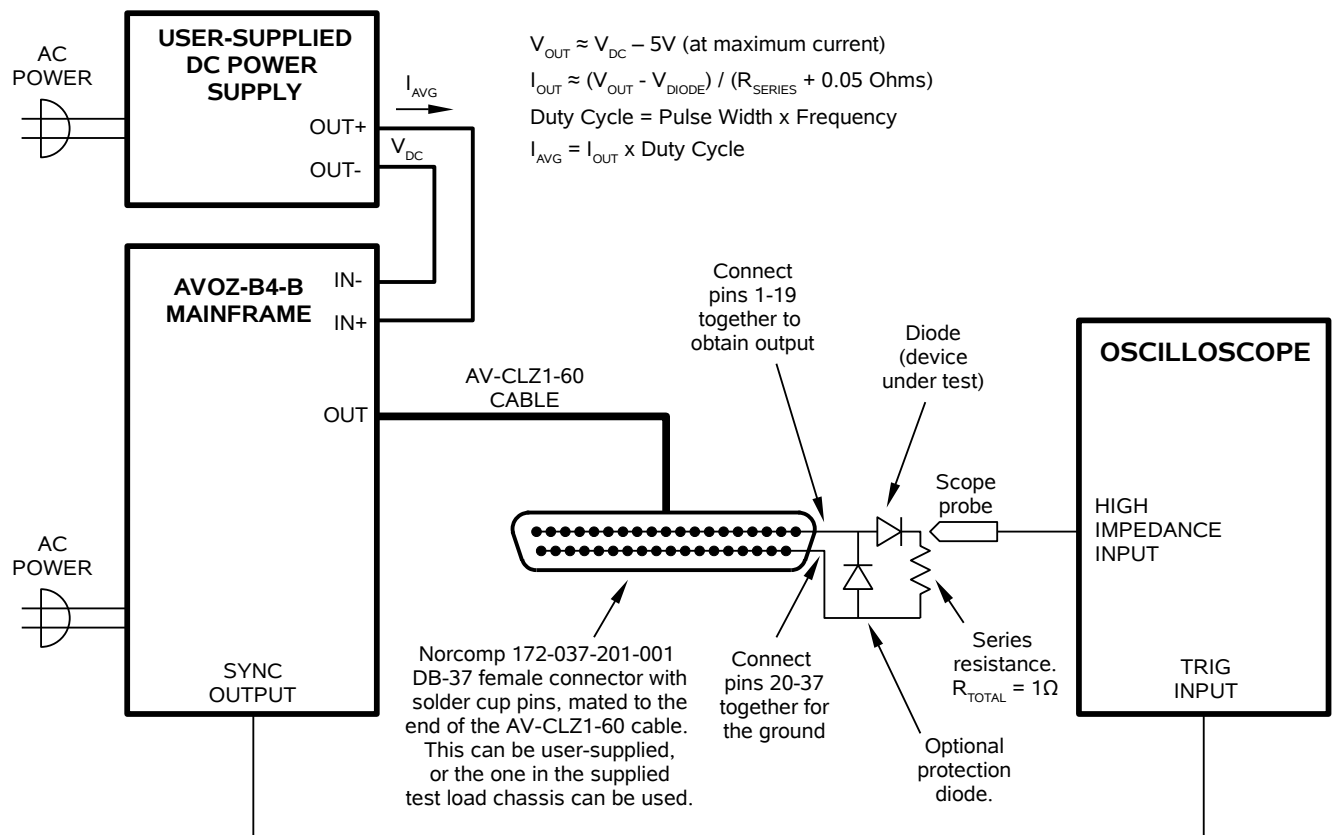 USER-SUPPLIED
DC POWER
SUPPLY
AC
POWER
OUT+
OUT-
I_AVG
V_DC
V_OUT ≈ V_DC – 5V (at maximum current)
I_OUT ≈ (V_OUT - V_DIODE) / (R_SERIES + 0.05 Ohms)
Duty Cycle = Pulse Width x Frequency
I_AVG = I_OUT x Duty Cycle
AVOZ-B4-B
MAINFRAME
IN-
IN+
OUT
AC
POWER
SYNC
OUTPUT
AV-CLZ1-60
CABLE
Connect
pins 1-19
together to
obtain output
Diode
(device
under test)
Scope
probe
OSCILLOSCOPE
HIGH
IMPEDANCE
INPUT
TRIG
INPUT
Norcomp 172-037-201-001
DB-37 female connector with
solder cup pins, mated to the
end of the AV-CLZ1-60 cable.
This can be user-supplied,
or the one in the supplied
test load chassis can be used.
Connect
pins 20-37
together for
the ground
Series
resistance.
R_TOTAL = 1Ω
Optional
protection
diode.